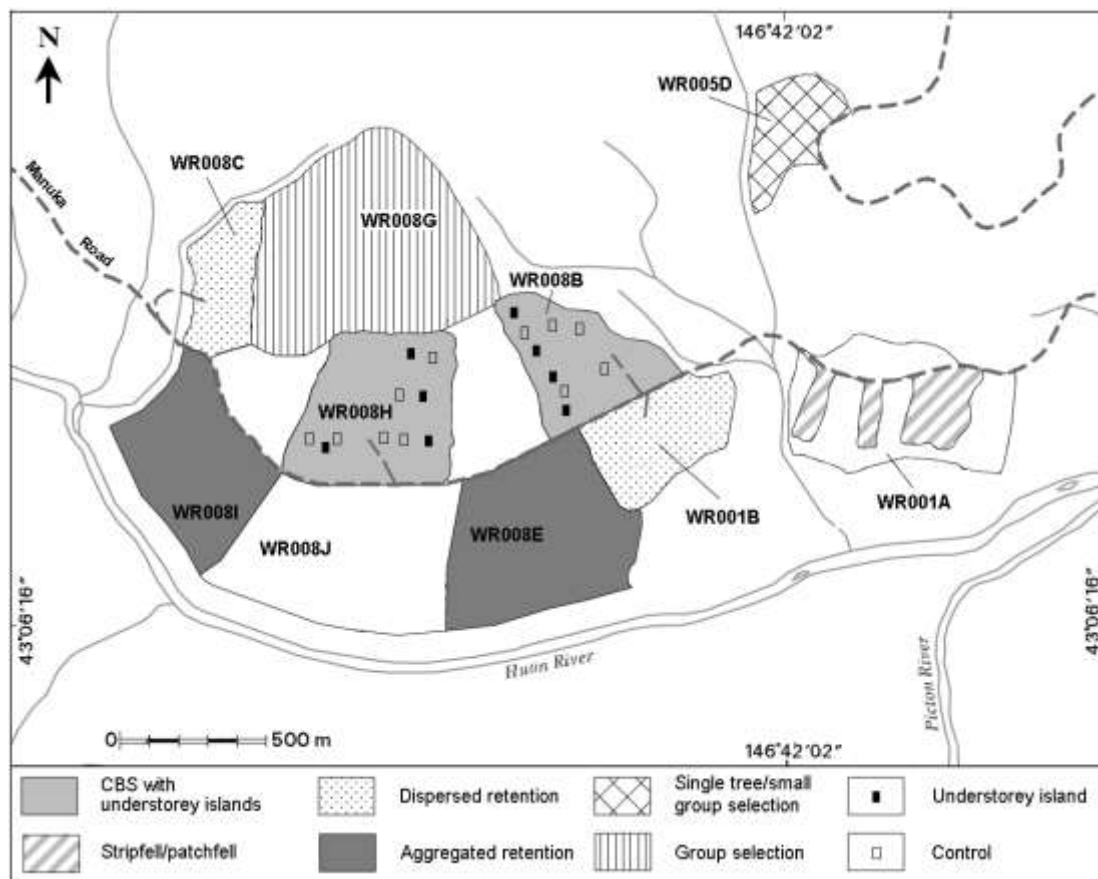 146°42'02"
N
WR005D
WR008C
Manuka
Road
WR008G
WR008B
WR008H
WR001A
WR008I
WR001B
WR008J
WR008E
43°06'16"
43°06'16"
Huon River
Picton River
0 500 m
146°42'02"
CBS with
understorey islands
Dispersed retention
Single tree/small
group selection
Understorey island
Stripfell/patchfell
Aggregated retention
Group selection
Control